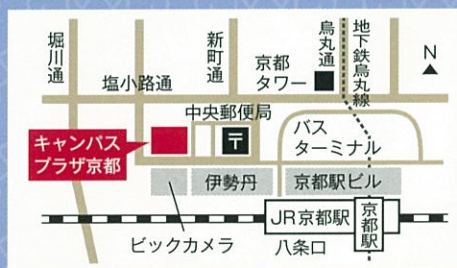 堀川通
新町通
烏丸通
地下鉄烏丸線
N
塩小路通
京都
タワー
中央郵便局
〒
バス
ターミナル
キャンパス
プラザ京都
伊勢丹
京都駅ビル
JR京都駅
京都駅
ビックカメラ
八条口